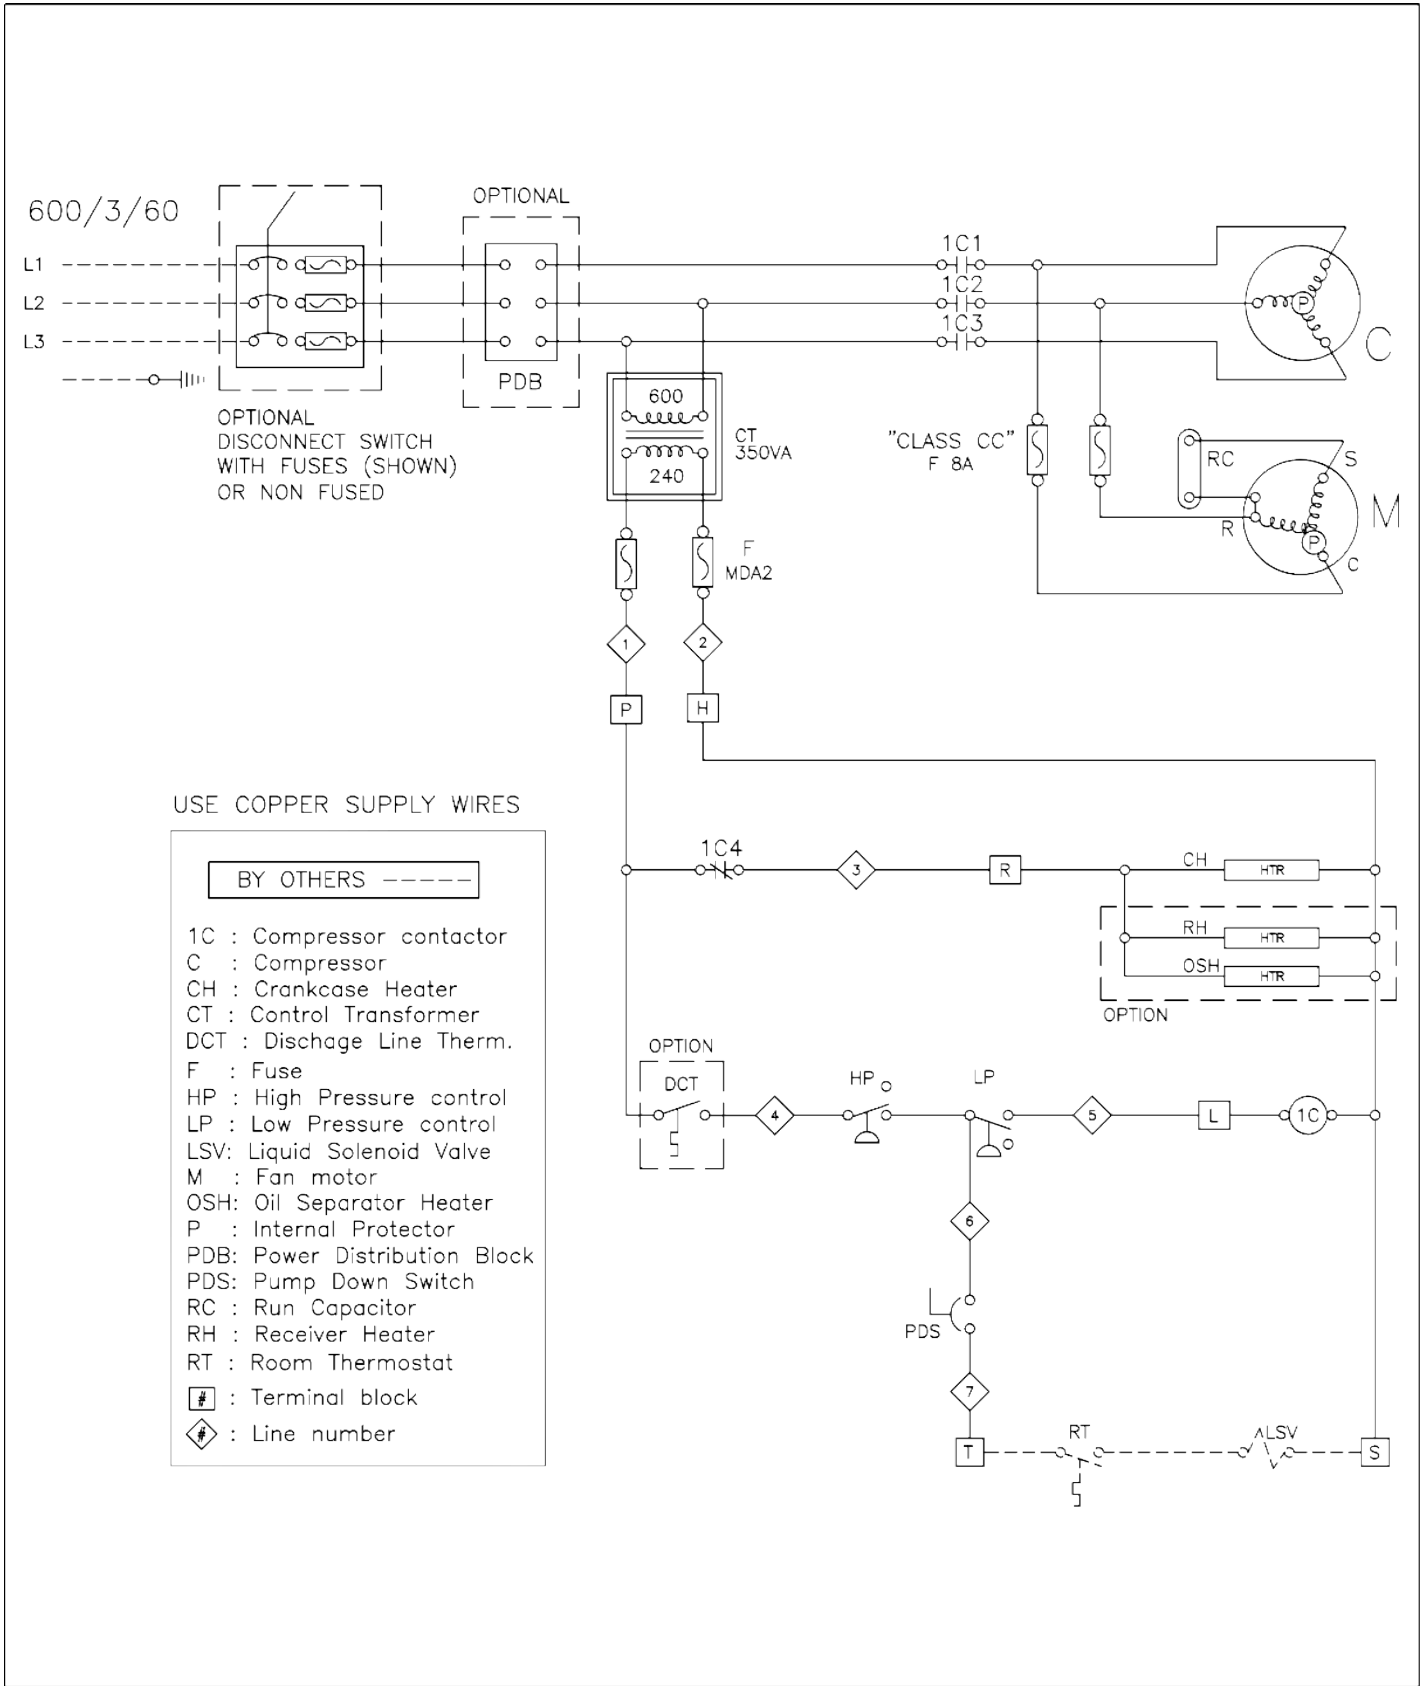 OPTIONAL
600/3/60
L1
L2
L3
1C1
1C2
1C3
P
C
PDB
OPTIONAL
DISCONNECT SWITCH
WITH FUSES (SHOWN)
OR NON FUSED
600
240
CT
350VA
"CLASS CC"
F 8A
RC
S
R
P
C
M
F
MDA2
1
2
P
H
USE COPPER SUPPLY WIRES
BY OTHERS -----
1C : Compressor contactor
C : Compressor
CH : Crankcase Heater
CT : Control Transformer
DCT : Dischage Line Therm.
F : Fuse
HP : High Pressure control
LP : Low Pressure control
LSV: Liquid Solenoid Valve
M : Fan motor
OSH: Oil Separator Heater
P : Internal Protector
PDB: Power Distribution Block
PDS: Pump Down Switch
RC : Run Capacitor
RH : Receiver Heater
RT : Room Thermostat
# : Terminal block
# : Line number
1C4
3
R
CH
HTR
RH
HTR
OSH
HTR
OPTION
OPTION
DCT
4
HP
LP
5
L
1C
6
PDS
7
T
RT
LSV
S